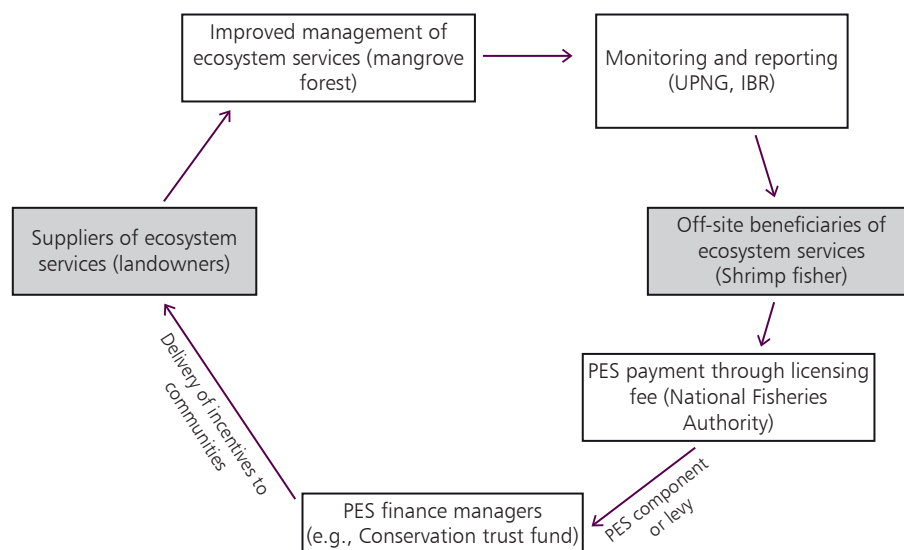 Improved management of
ecosystem services (mangrove
forest)
Monitoring and reporting
(UPNG, IBR)
Suppliers of ecosystem
services (landowners)
Off-site beneficiaries of
ecosystem services
(Shrimp fisher)
PES payment through licensing
fee (National Fisheries
Authority)
Delivery of incentives to
communities
PES component
or levy
PES finance managers
(e.g., Conservation trust fund)